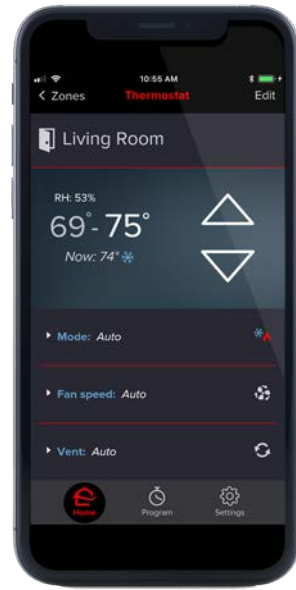 10:55 AM
< Zones Thermostat Edit
Living Room
RH: 53%
69°- 75°
Now: 74°
Mode: Auto
Fan speed: Auto
Vent: Auto
Home Program Settings